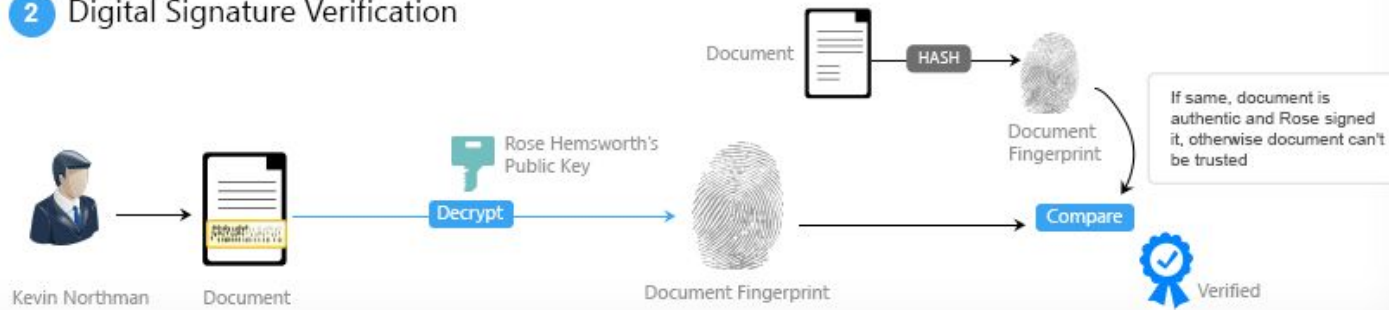 2 Digital Signature Verification
Document
HASH
Document
Fingerprint
If same, document is
authentic and Rose signed
it, otherwise document can't
be trusted
Rose Hemsworth's
Public Key
Decrypt
Compare
Kevin Northman
Document
Document Fingerprint
Verified